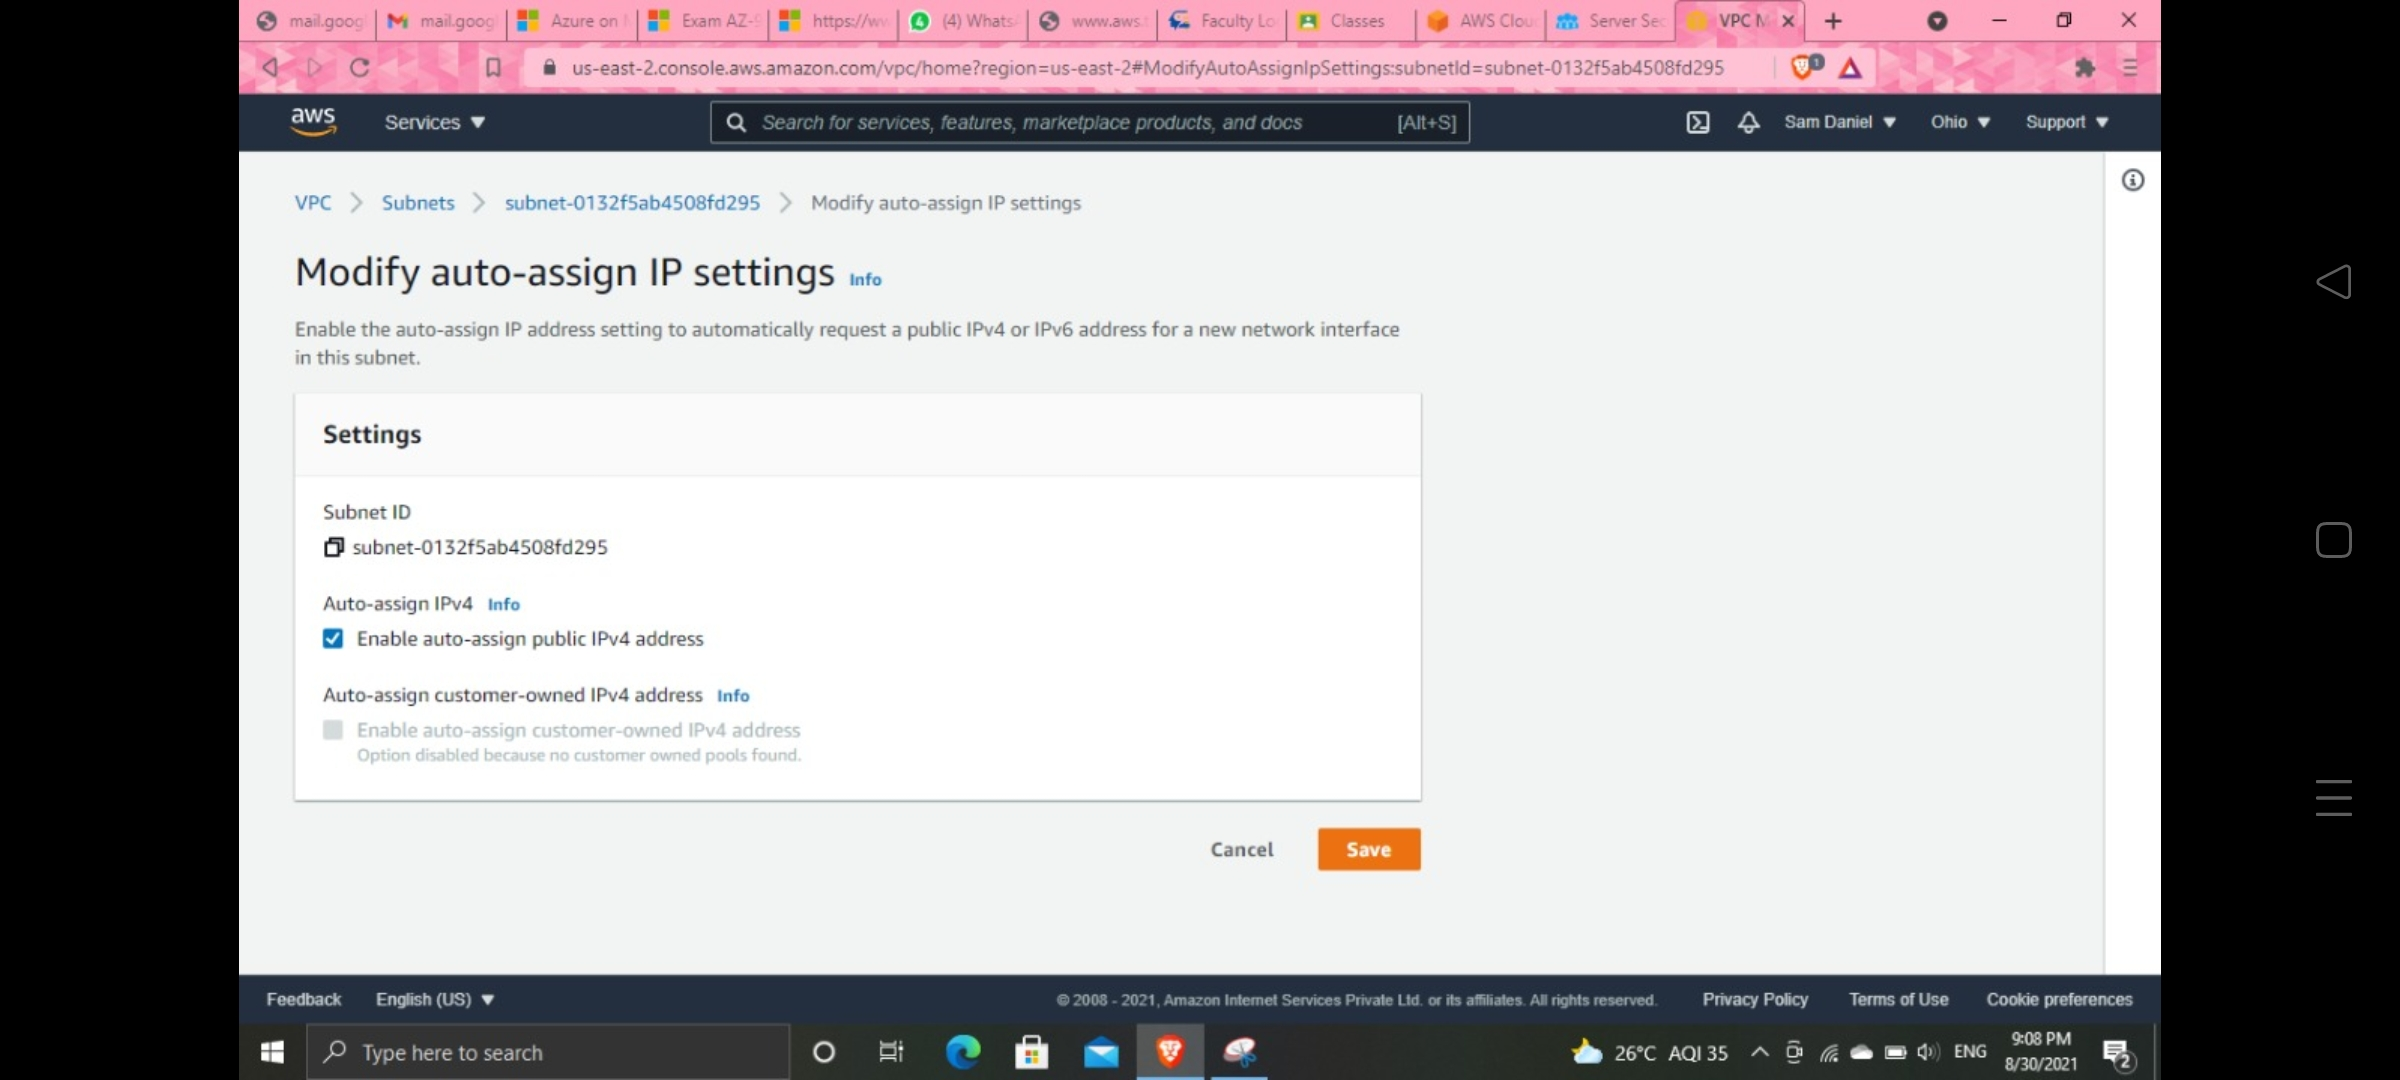 mail.goog
mail.goog
Azure on
Exam AZ-9
https://ww
(4) Whats
www.aws.
Faculty Lo
Classes
AWS Clou
Server Sec
VPC M
us-east-2.console.aws.amazon.com/vpc/home?region=us-east-2#ModifyAutoAssignIpSettings:subnetId=subnet-0132f5ab4508fd295
1
aws
Services
Search for services, features, marketplace products, and docs
[Alt+S]
Sam Daniel
Ohio
Support
VPC > Subnets > subnet-0132f5ab4508fd295 > Modify auto-assign IP settings
Modify auto-assign IP settings Info
Enable the auto-assign IP address setting to automatically request a public IPv4 or IPv6 address for a new network interface
in this subnet.
Settings
Subnet ID
subnet-0132f5ab4508fd295
Auto-assign IPv4 Info
Enable auto-assign public IPv4 address
Auto-assign customer-owned IPv4 address Info
Enable auto-assign customer-owned IPv4 address
Option disabled because no customer owned pools found.
Cancel
Save
Feedback
English (US)
© 2008 - 2021, Amazon Internet Services Private Ltd. or its affiliates. All rights reserved.
Privacy Policy
Terms of Use
Cookie preferences
Type here to search
26°C AQI 35
ENG
9:08 PM
8/30/2021
2